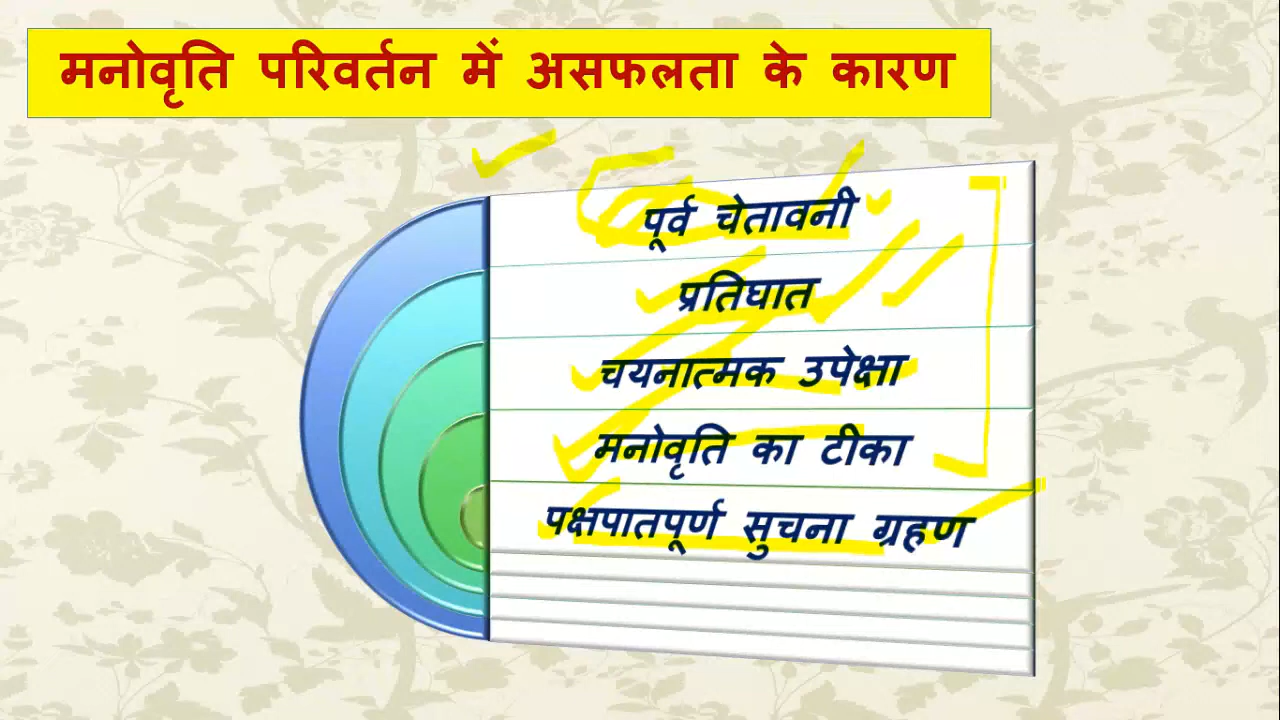 मनोवृति परिवर्तन में असफलता के कारण
पूर्व चेतावनी
प्रतिघात
चयनात्मक उपेक्षा
मनोवृति का टीका
पक्षपातपूर्ण सुचना ग्रहण